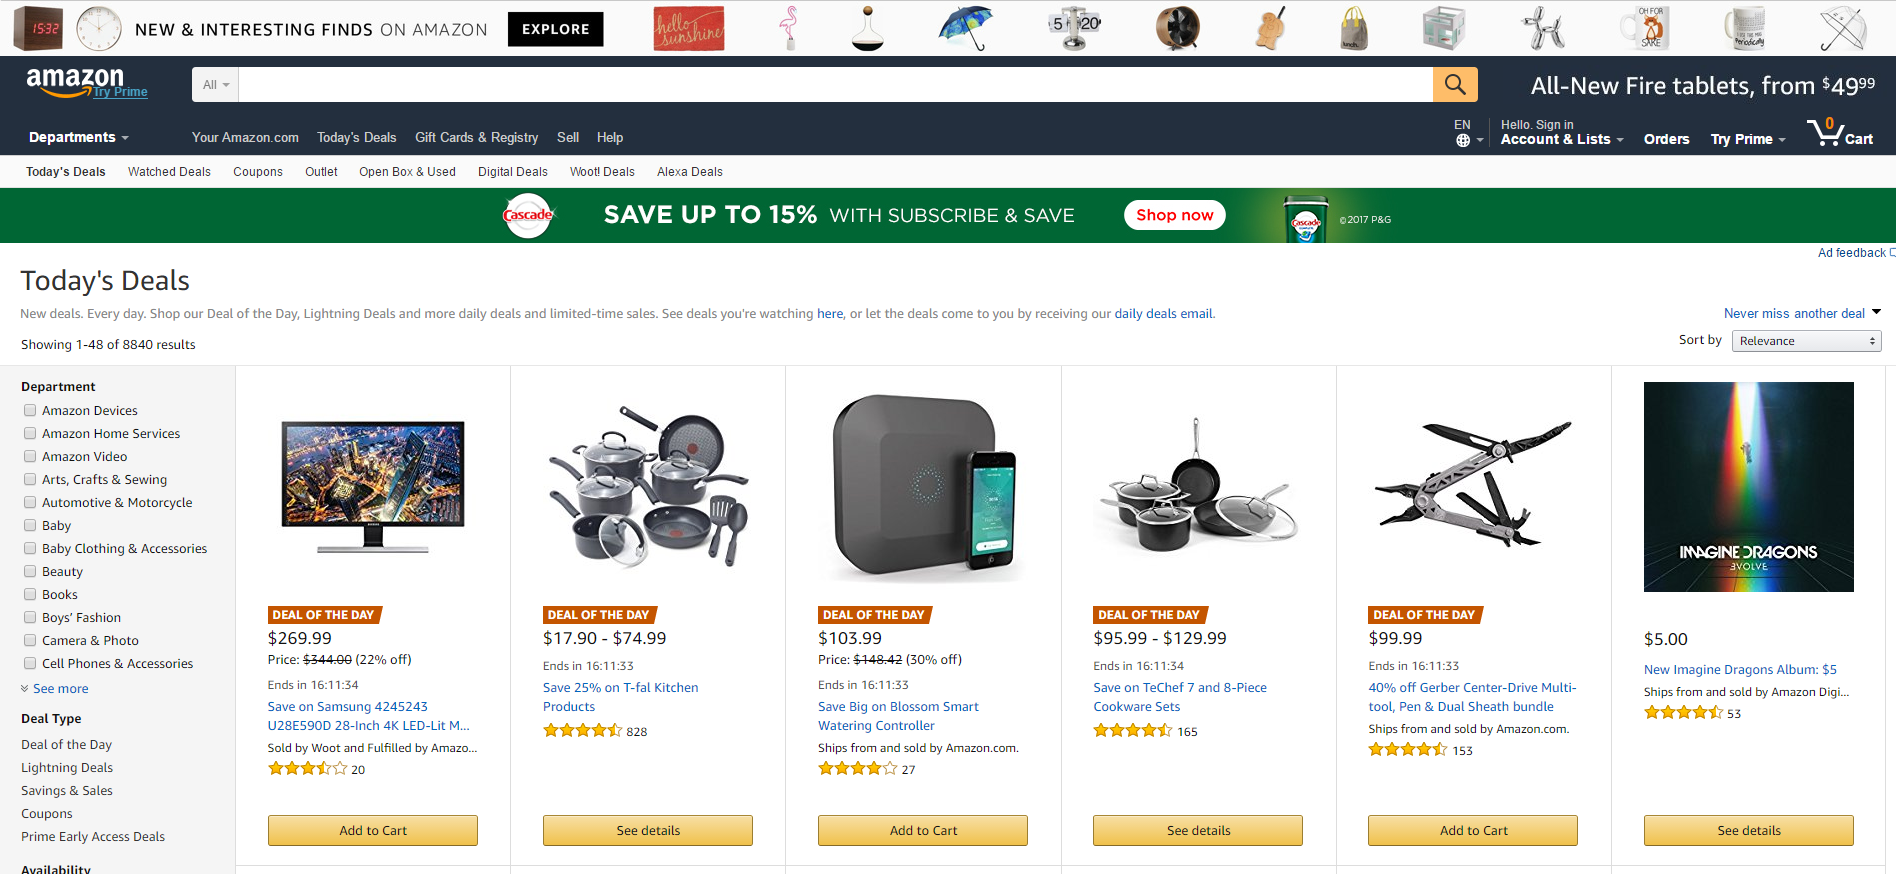 15:32
NEW & INTERESTING FINDS ON AMAZON
EXPLORE
hello sunshine
5 20
lunch.
OH FOR
SAKE
periodically
amazon
Try Prime
All
All-New Fire tablets, from $49.99
Departments
Your Amazon.com
Today's Deals
Gift Cards & Registry
Sell
Help
EN
Hello. Sign in
Account & Lists
Orders
Try Prime
0
Cart
Today's Deals
Watched Deals
Coupons
Outlet
Open Box & Used
Digital Deals
Woot! Deals
Alexa Deals
Cascade
SAVE UP TO 15% WITH SUBSCRIBE & SAVE
Shop now
Cascade
COMPLETE
©2017 P&G
Ad feedback
Today's Deals
New deals. Every day. Shop our Deal of the Day, Lightning Deals and more daily deals and limited-time sales. See deals you're watching here, or let the deals come to you by receiving our daily deals email.
Never miss another deal
Showing 1-48 of 8840 results
Sort by
Relevance
Department
Amazon Devices
Amazon Home Services
Amazon Video
Arts, Crafts & Sewing
Automotive & Motorcycle
Baby
Baby Clothing & Accessories
Beauty
Books
Boys' Fashion
Camera & Photo
Cell Phones & Accessories
See more
Deal Type
Deal of the Day
Lightning Deals
Savings & Sales
Coupons
Prime Early Access Deals
Availability
DEAL OF THE DAY
$269.99
Price: $344.00 (22% off)
Ends in 16:11:34
Save on Samsung 4245243
U28E590D 28-Inch 4K LED-Lit M...
Sold by Woot and Fulfilled by Amazo...
20
Add to Cart
DEAL OF THE DAY
$17.90 - $74.99
Ends in 16:11:33
Save 25% on T-fal Kitchen
Products
828
See details
DEAL OF THE DAY
$103.99
Price: $148.42 (30% off)
Ends in 16:11:33
Save Big on Blossom Smart
Watering Controller
Ships from and sold by Amazon.com.
27
Add to Cart
DEAL OF THE DAY
$95.99 - $129.99
Ends in 16:11:34
Save on TeChef 7 and 8-Piece
Cookware Sets
165
See details
DEAL OF THE DAY
$99.99
Ends in 16:11:33
40% off Gerber Center-Drive Multi-
tool, Pen & Dual Sheath bundle
Ships from and sold by Amazon.com.
153
Add to Cart
IMAGINE DRAGONS
EVOLVE
$5.00
New Imagine Dragons Album: $5
Ships from and sold by Amazon Digi...
53
See details